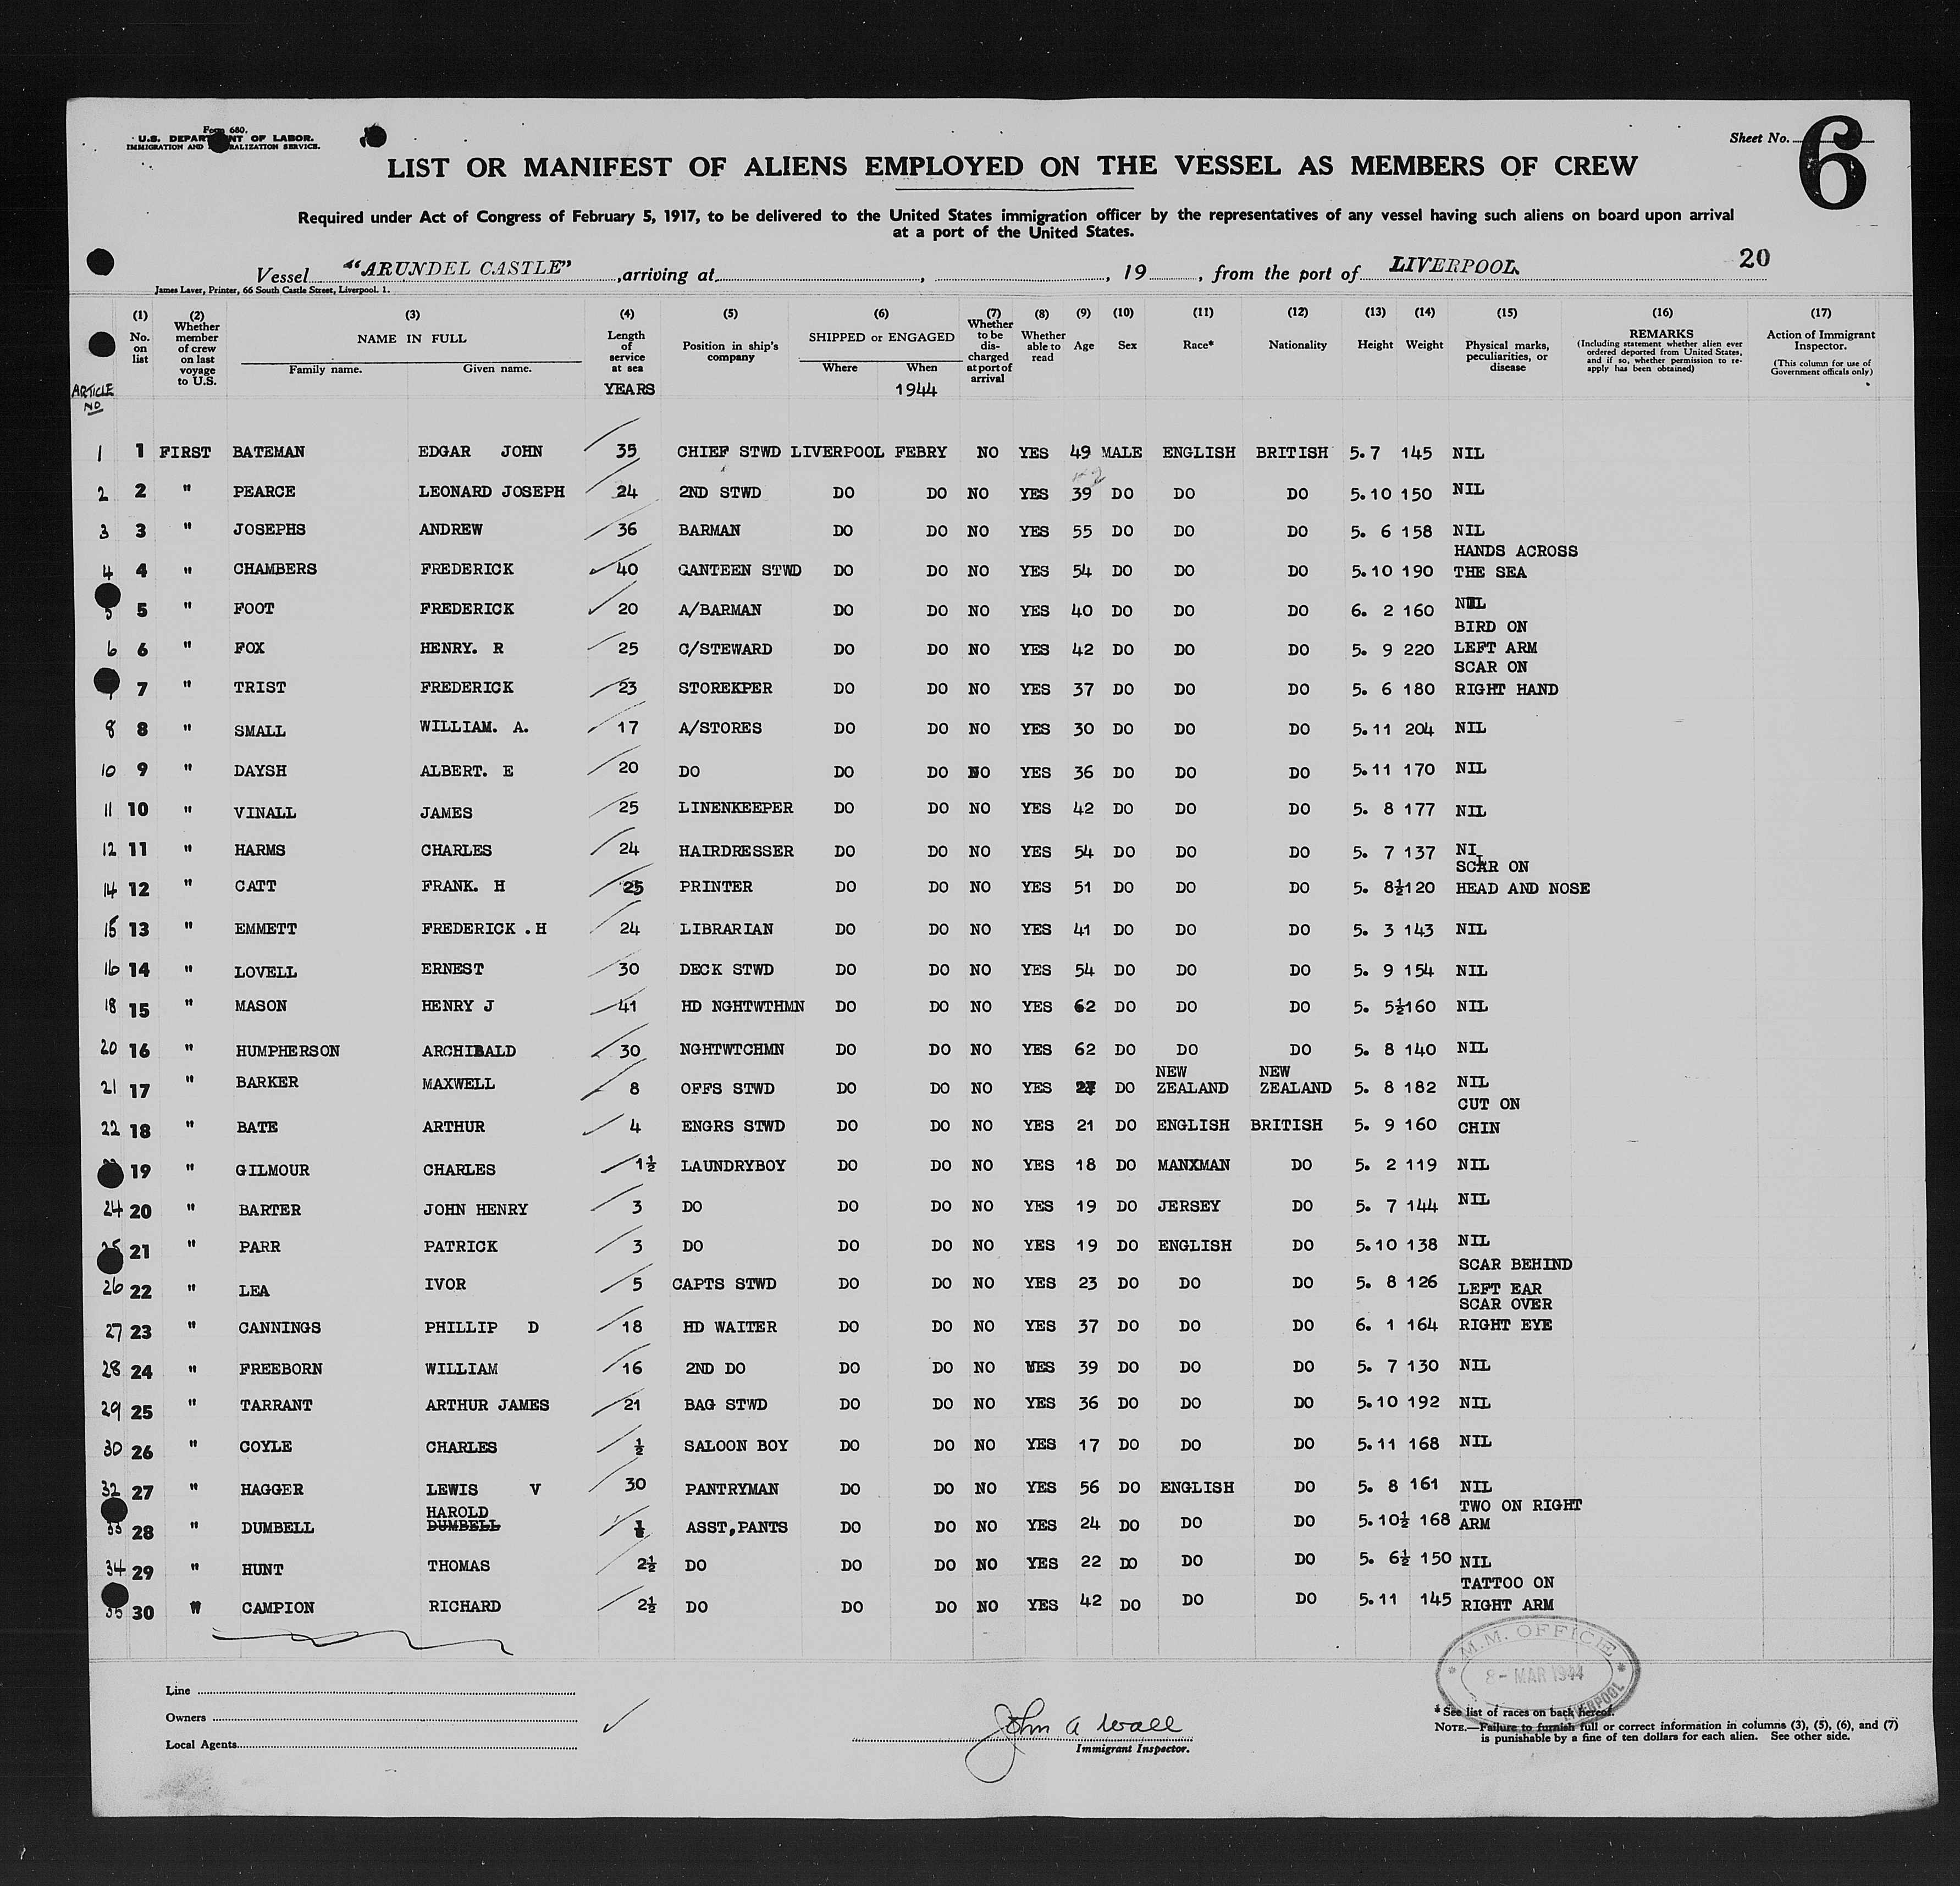 Form 680.
U.S. DEPARTMENT OF LABOR.
IMMIGRATION AND NATURALIZATION SERVICE.
Sheet No. 6
LIST OR MANIFEST OF ALIENS EMPLOYED ON THE VESSEL AS MEMBERS OF CREW
Required under Act of Congress of February 5, 1917, to be delivered to the United States immigration officer by the representatives of any vessel having such aliens on board upon arrival
at a port of the United States.
20
Vessel "ARUNDEL CASTLE", arriving at , , 19 , from the port of LIVERPOOL
James Laver, Printer, 66 South Castle Street, Liverpool. 1.
(1) (2) (3) (4) (5) (6) (7) (8) (9) (10) (11) (12) (13) (14) (15) (16) (17)
No. on list Whether member of crew on last voyage to U.S. NAME IN FULL Family name. Given name. Length of service at sea Position in ship's company SHIPPED or ENGAGED Where When Whether to be discharged at port of arrival Whether able to read Age Sex Race* Nationality Height Weight Physical marks, peculiarities, or disease REMARKS (Including statement whether alien ever ordered deported from United States, and if so, whether permission to re-apply has been obtained) Action of Immigrant Inspector. (This column for use of Government officals only)
ARTICLE NO YEARS 1944
1 1 FIRST BATEMAN EDGAR JOHN 35 CHIEF STWD LIVERPOOL FEBRY NO YES 49 MALE ENGLISH BRITISH 5. 7 145 NIL
2 2 " PEARCE LEONARD JOSEPH 24 2ND STWD DO DO NO YES 39 DO DO DO 5. 10 150 NIL
3 3 " JOSEPHS ANDREW 36 BARMAN DO DO NO YES 55 DO DO DO 5. 6 158 NIL
4 4 " CHAMBERS FREDERICK 40 CANTEEN STWD DO DO NO YES 54 DO DO DO 5. 10 190 HANDS ACROSS THE SEA
5 5 " FOOT FREDERICK 20 A/BARMAN DO DO NO YES 40 DO DO DO 6. 2 160 NIL
6 6 " FOX HENRY. R 25 C/STEWARD DO DO NO YES 42 DO DO DO 5. 9 220 BIRD ON LEFT ARM
7 " TRIST FREDERICK 23 STOREKPER DO DO NO YES 37 DO DO DO 5. 6 180 SCAR ON RIGHT HAND
8 8 " SMALL WILLIAM. A. 17 A/STORES DO DO NO YES 30 DO DO DO 5. 11 204 NIL
10 9 " DAYSH ALBERT. E 20 DO DO DO NO YES 36 DO DO DO 5. 11 170 NIL
11 10 " VINALL JAMES 25 LINENKEEPER DO DO NO YES 42 DO DO DO 5. 8 177 NIL
12 11 " HARMS CHARLES 24 HAIRDRESSER DO DO NO YES 54 DO DO DO 5. 7 137 NIL
14 12 " CATT FRANK. H 25 PRINTER DO DO NO YES 51 DO DO DO 5. 8½ 120 SCAR ON HEAD AND NOSE
15 13 " EMMETT FREDERICK .H 24 LIBRARIAN DO DO NO YES 41 DO DO DO 5. 3 143 NIL
16 14 " LOVELL ERNEST 30 DECK STWD DO DO NO YES 54 DO DO DO 5. 9 154 NIL
18 15 " MASON HENRY J 41 HD NGHTWTHMN DO DO NO YES 62 DO DO DO 5. 5½ 160 NIL
20 16 " HUMPHERSON ARCHIBALD 30 NGHTWTCHMN DO DO NO YES 62 DO DO DO 5. 8 140 NIL
21 17 " BARKER MAXWELL 8 OFFS STWD DO DO NO YES DO NEW ZEALAND NEW ZEALAND 5. 8 182 NIL
22 18 " BATE ARTHUR 4 ENGRS STWD DO DO NO YES 21 DO ENGLISH BRITISH 5. 9 160 CUT ON CHIN
19 " GILMOUR CHARLES 1½ LAUNDRYBOY DO DO NO YES 18 DO MANXMAN DO 5. 2 119 NIL
24 20 " BARTER JOHN HENRY 3 DO DO DO NO YES 19 DO JERSEY DO 5. 7 144 NIL
25 21 " PARR PATRICK 3 DO DO DO NO YES 19 DO ENGLISH DO 5. 10 138 NIL
26 22 " LEA IVOR 5 CAPTS STWD DO DO NO YES 23 DO DO DO 5. 8 126 SCAR BEHIND LEFT EAR
27 23 " CANNINGS PHILLIP D 18 HD WAITER DO DO NO YES 37 DO DO DO 6. 1 164 SCAR OVER RIGHT EYE
28 24 " FREEBORN WILLIAM 16 2ND DO DO DO NO YES 39 DO DO DO 5. 7 130 NIL
29 25 " TARRANT ARTHUR JAMES 21 BAG STWD DO DO NO YES 36 DO DO DO 5. 10 192 NIL
30 26 " COYLE CHARLES ½ SALOON BOY DO DO NO YES 17 DO DO DO 5. 11 168 NIL
32 27 " HAGGER LEWIS V 30 PANTRYMAN DO DO NO YES 56 DO ENGLISH DO 5. 8 161 NIL
33 28 " DUMBELL HAROLD DUMBELL ASST,PANTS DO DO NO YES 24 DO DO DO 5. 10½ 168 TWO ON RIGHT ARM
34 29 " HUNT THOMAS 2½ DO DO DO NO YES 22 DO DO DO 5. 6½ 150 NIL
35 30 " CAMPION RICHARD 2½ DO DO DO NO YES 42 DO DO DO 5. 11 145 TATTOO ON RIGHT ARM
M.M. OFFICE
8 - MAR 1944
LIVERPOOL
Line
Owners
Local Agents
John A Wall
Immigrant Inspector.
* See list of races on back hereof.
NOTE.—Failure to furnish full or correct information in columns (3), (5), (6), and (7)
is punishable by a fine of ten dollars for each alien. See other side.